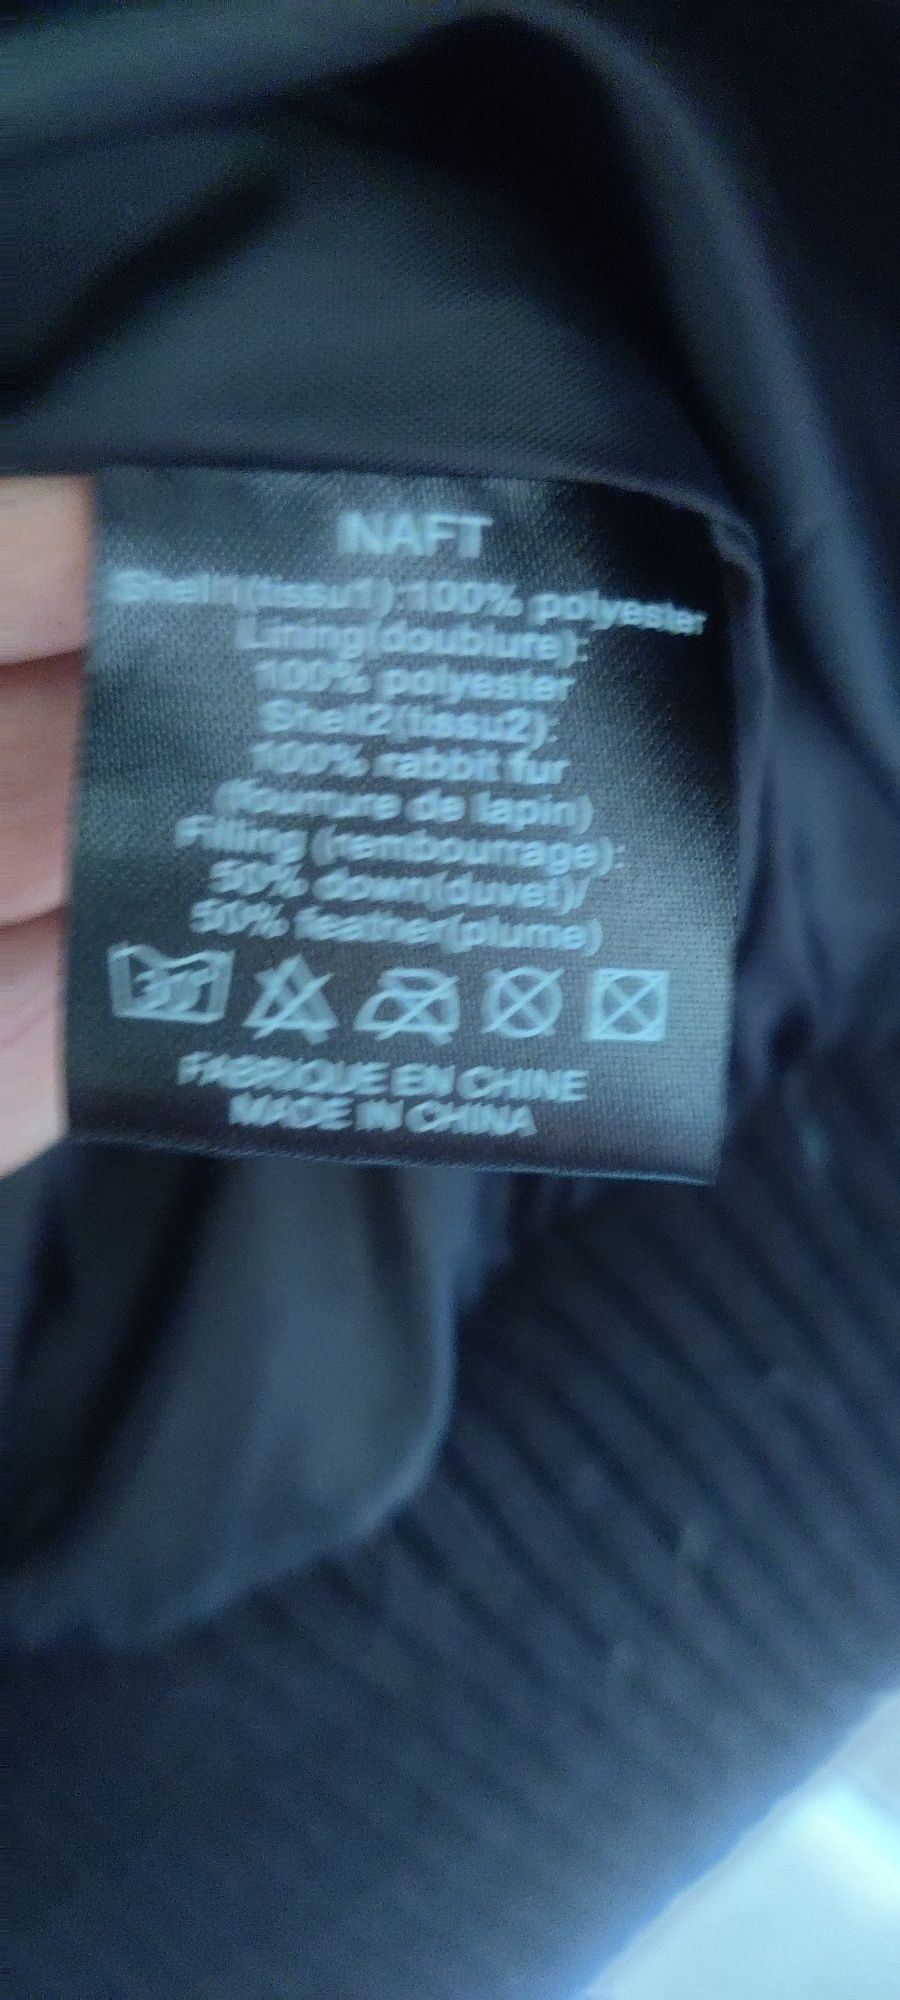 NAFT
Shell1(tissu1):100% polyester
Lining(doublure):
100% polyester
Shell2(tissu2):
100% rabbit fur
(fourrure de lapin)
Filling (rembourrage):
50% down(duvet)/
50% feather(plume)
30
FABRIQUE EN CHINE
MADE IN CHINA